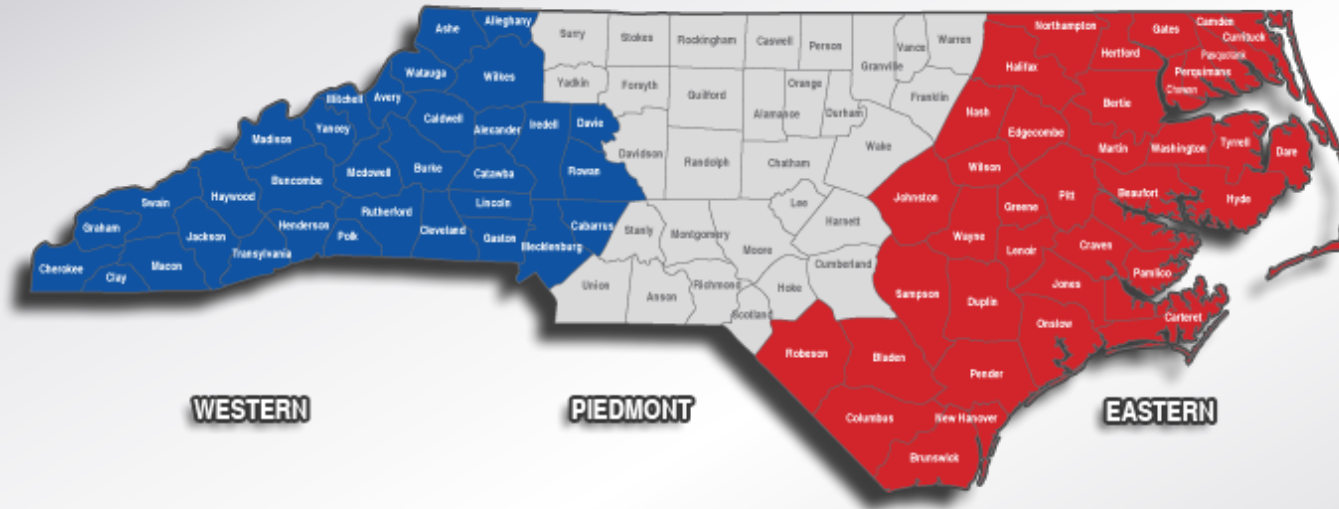 Ashe
Alleghany
Surry
Stokes
Rockingham
Caswell
Person
Vance
Warren
Granville
Northampton
Gates
Camden
Currituck
Pasquotank
Hertford
Perquimans
Chowan
Halifax
Watauga
Wilkes
Yadkin
Forsyth
Guilford
Orange
Alamance
Durham
Franklin
Nash
Bertie
Mitchell
Avery
Yancey
Madison
Caldwell
Alexander
Iredell
Davie
Edgecombe
Martin
Washington
Tyrrell
Dare
Davidson
Randolph
Chatham
Wake
Wilson
Buncombe
Mcdowell
Burke
Catawba
Rowan
Haywood
Swain
Johnston
Greene
Pitt
Beaufort
Hyde
Rutherford
Lincoln
Lee
Harnett
Graham
Jackson
Henderson
Polk
Cleveland
Gaston
Cabarrus
Mecklenburg
Stanly
Montgomery
Moore
Wayne
Lenoir
Craven
Pamlico
Transylvania
Macon
Cherokee
Clay
Cumberland
Union
Anson
Richmond
Hoke
Scotland
Sampson
Duplin
Jones
Onslow
Carteret
Robeson
Bladen
Pender
Columbus
New Hanover
Brunswick
WESTERN
PIEDMONT
EASTERN